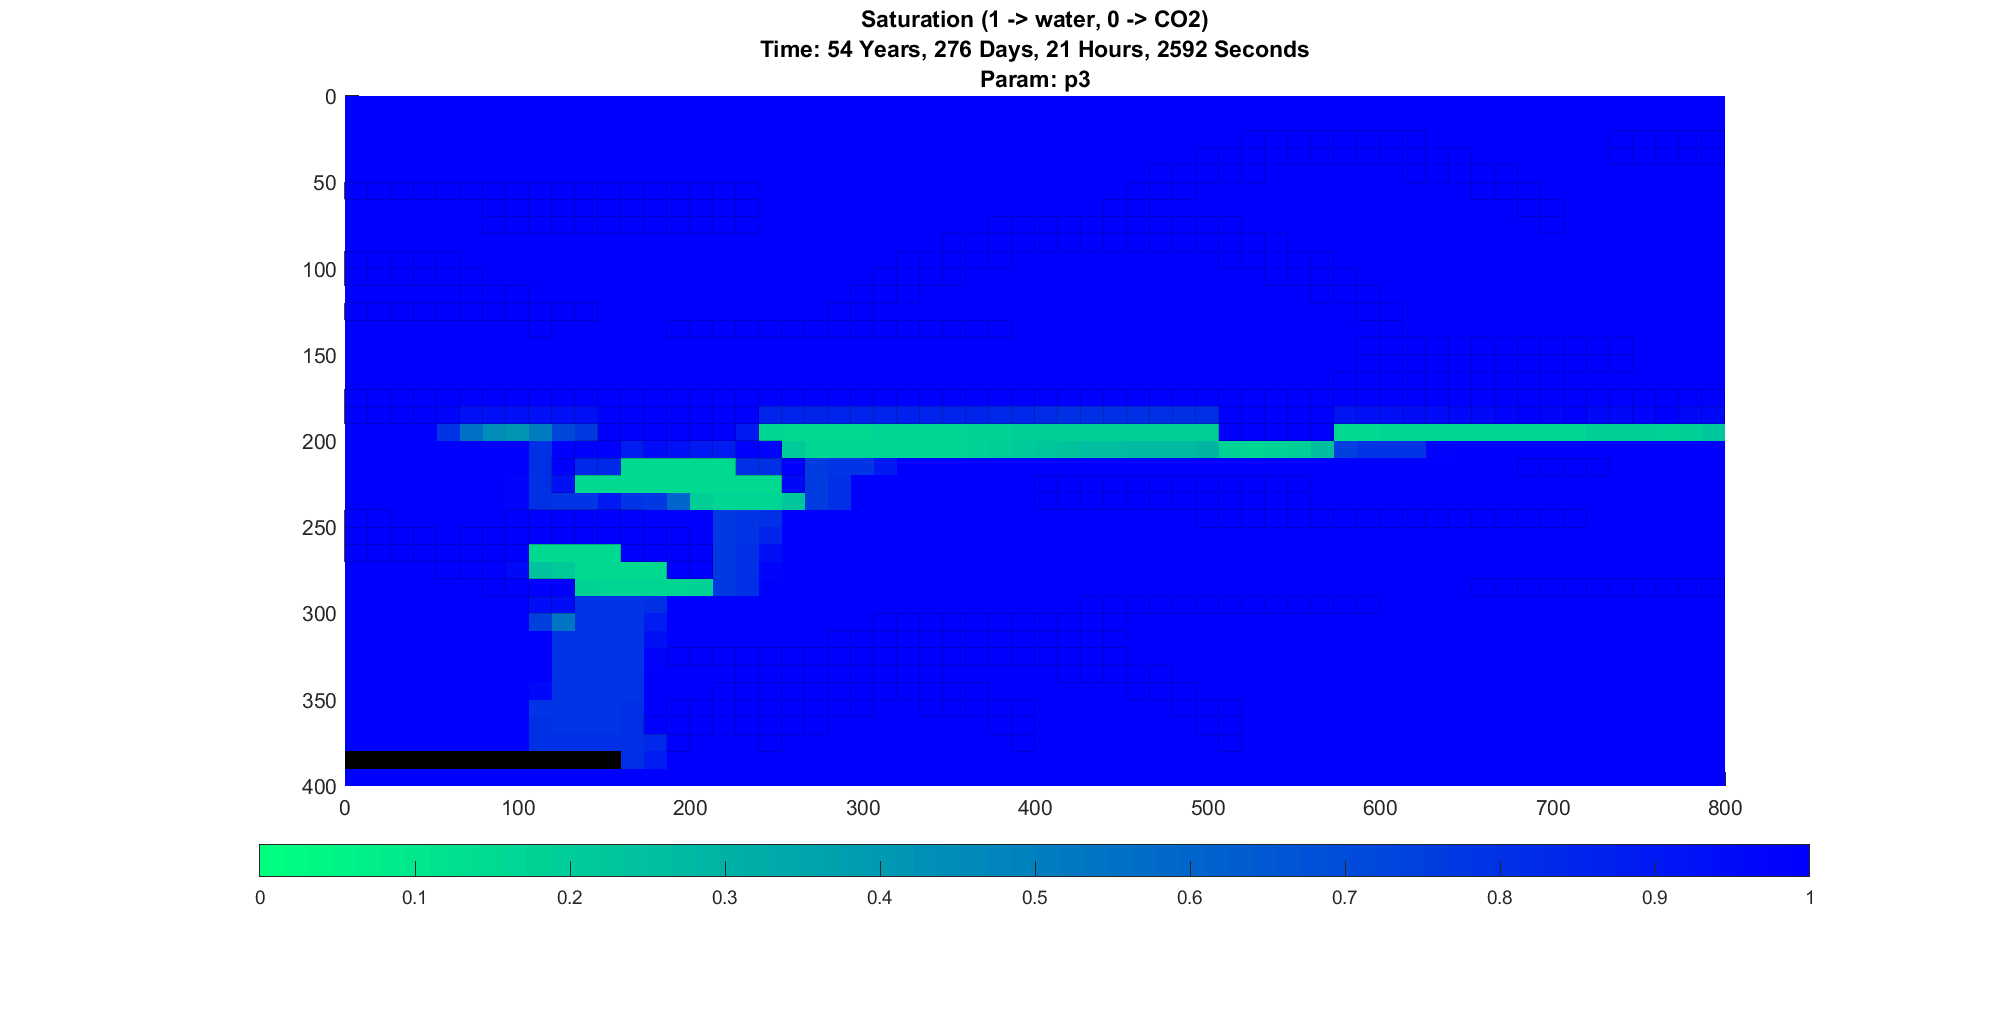 Saturation (1 -> water, 0 -> CO2)
Time: 54 Years, 276 Days, 21 Hours, 2592 Seconds
Param: p3
0
50
100
150
200
250
300
350
400
0 100 200 300 400 500 600 700 800
0 0.1 0.2 0.3 0.4 0.5 0.6 0.7 0.8 0.9 1